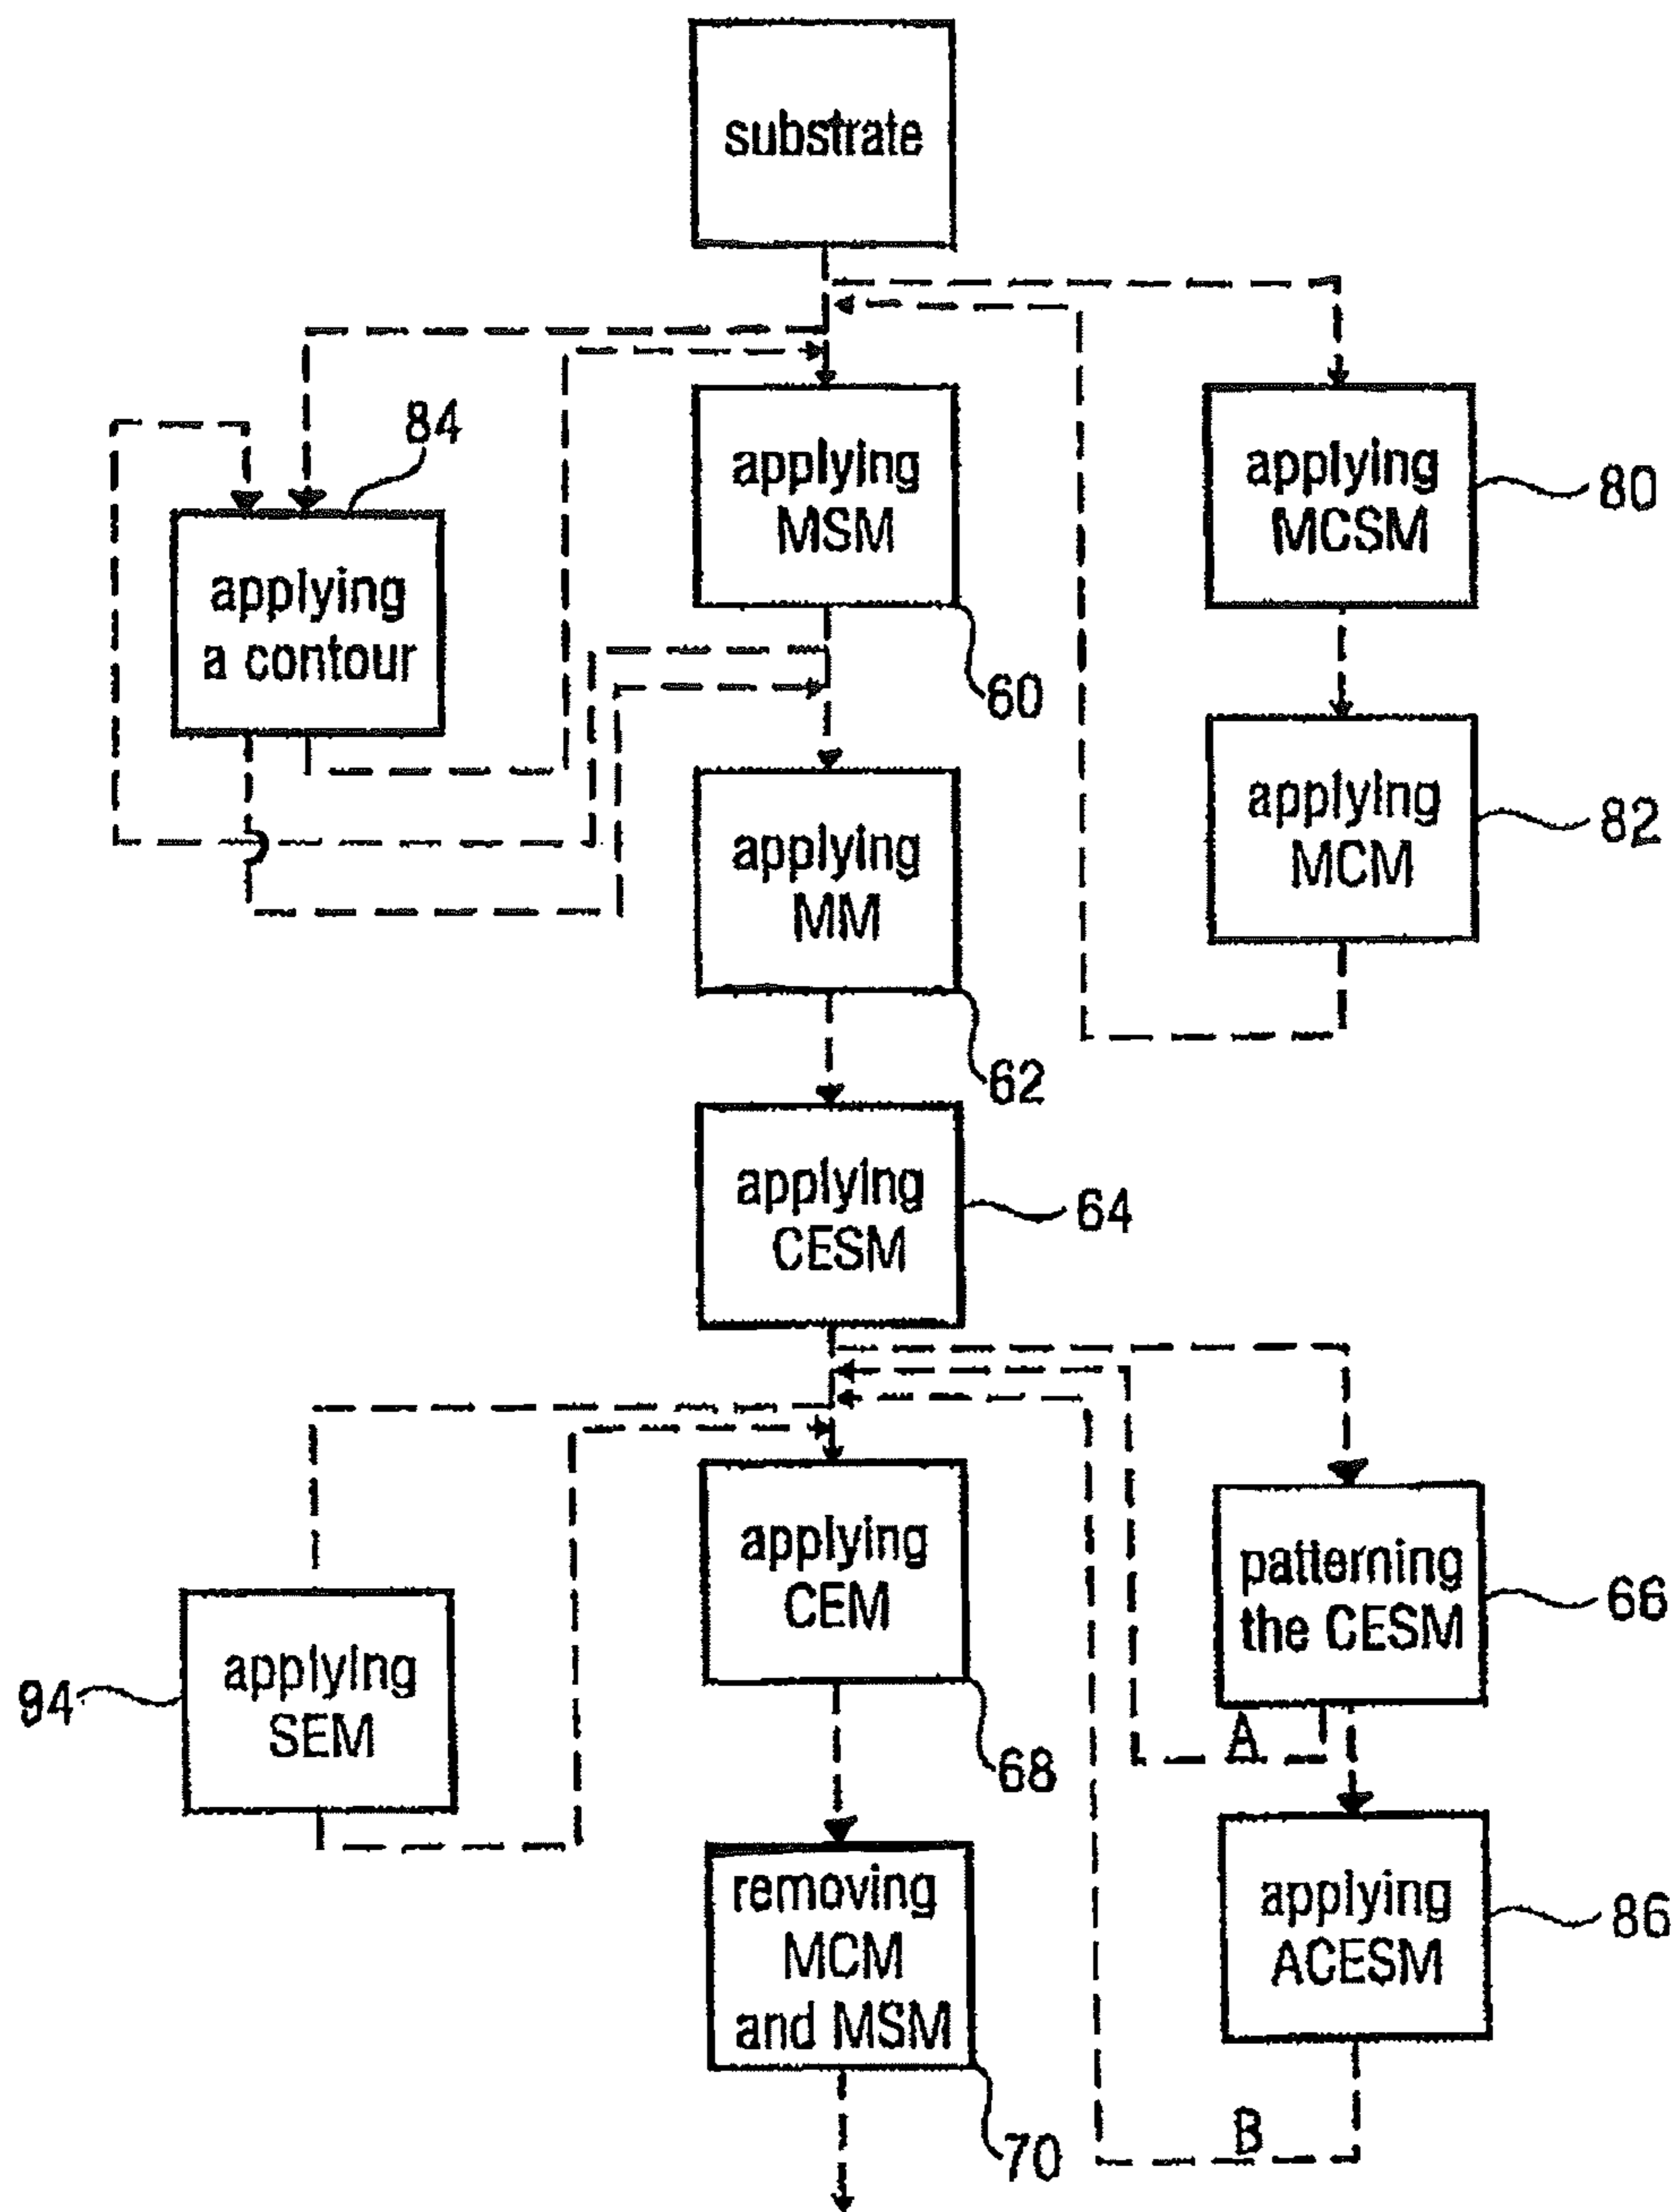 substrate
84
applying
a contour
applying
MSM
60
applying
MCSM
80
applying
MM
62
applying
MCM
82
applying
CESM
64
applying
SEM
94
applying
CEM
68
patterning
the CESM
66
A
removing
MCM
and MSM
70
applying
ACESM
86
B